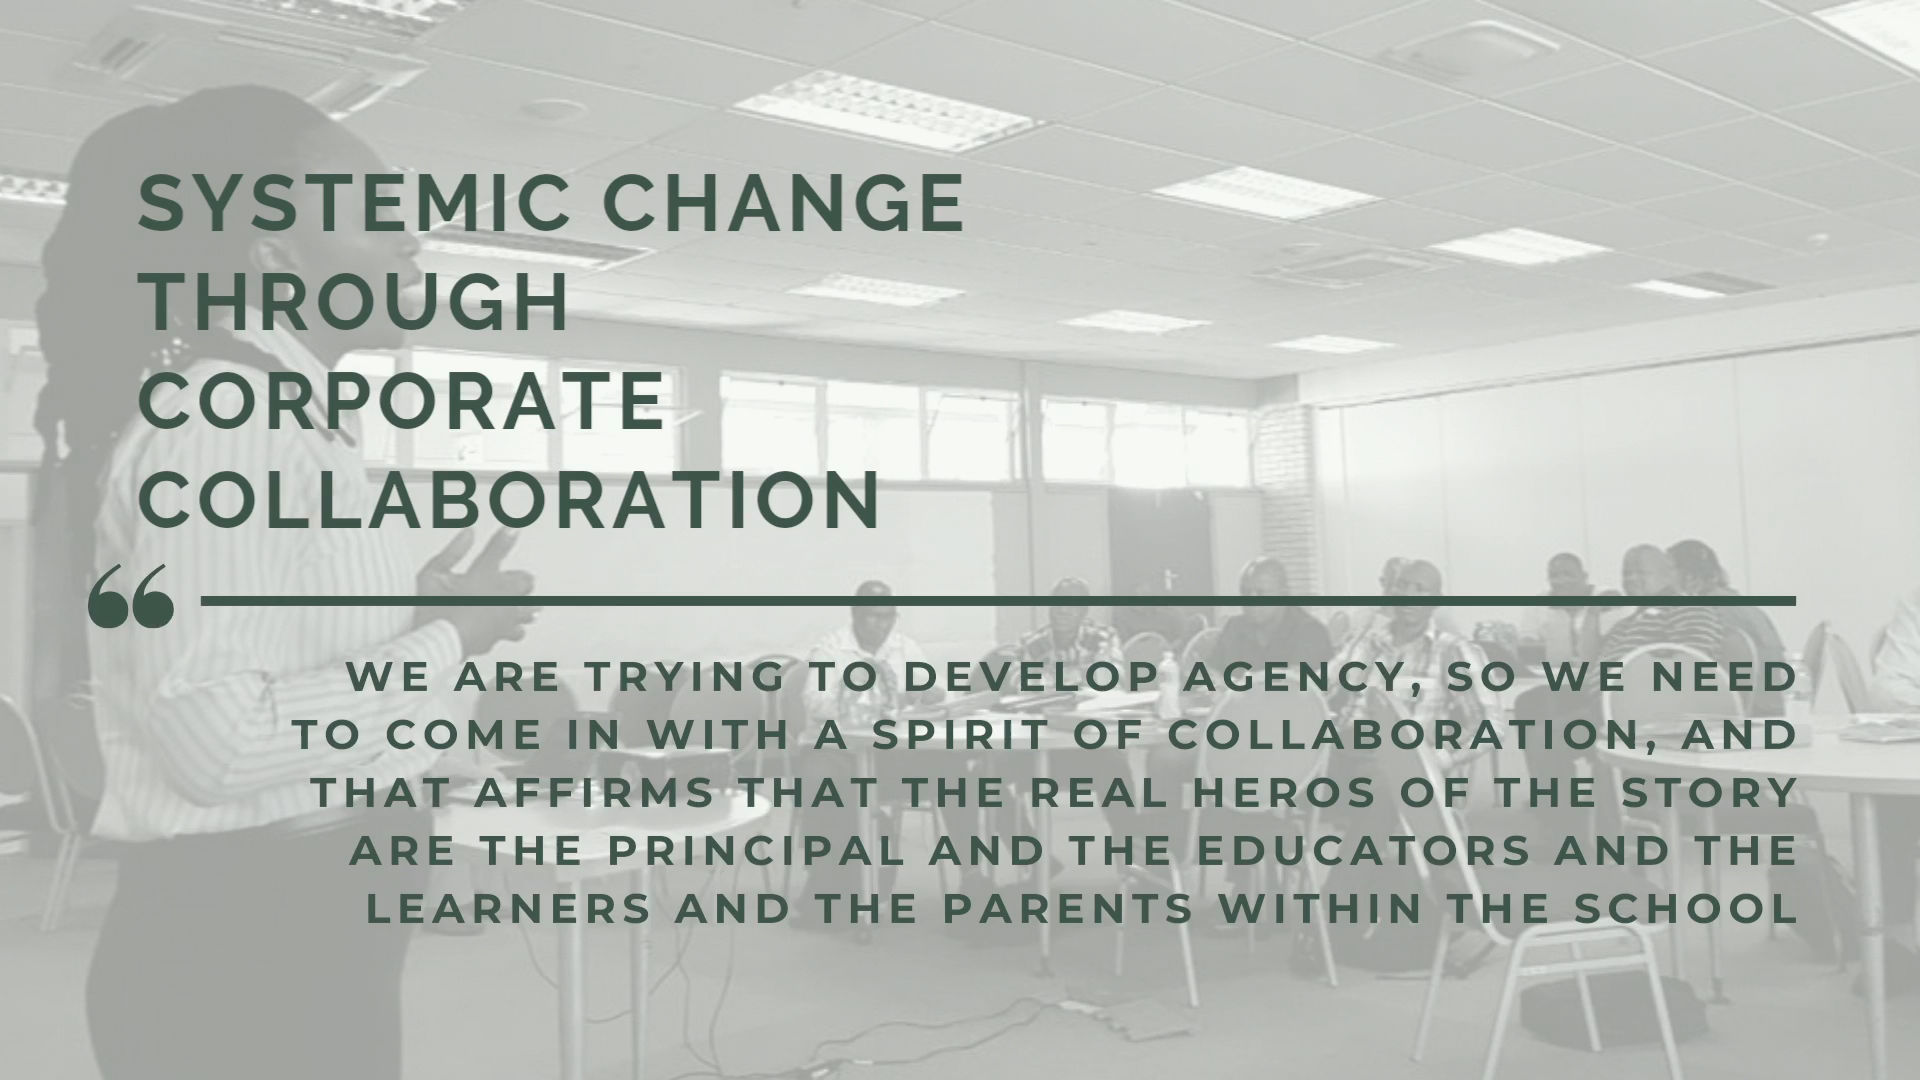 SYSTEMIC CHANGE
THROUGH
CORPORATE
COLLABORATION
“
WE ARE TRYING TO DEVELOP AGENCY, SO WE NEED
TO COME IN WITH A SPIRIT OF COLLABORATION, AND
THAT AFFIRMS THAT THE REAL HEROS OF THE STORY
ARE THE PRINCIPAL AND THE EDUCATORS AND THE
LEARNERS AND THE PARENTS WITHIN THE SCHOOL